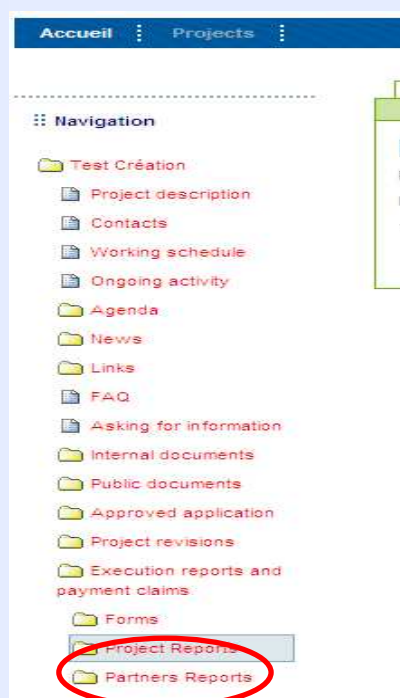 Accueil Projects
Navigation
Test Création
Project description
Contacts
Working schedule
Ongoing activity
Agenda
News
Links
FAQ
Asking for information
Internal documents
Public documents
Approved application
Project revisions
Execution reports and
payment claims
Forms
Project Reports
Partners Reports